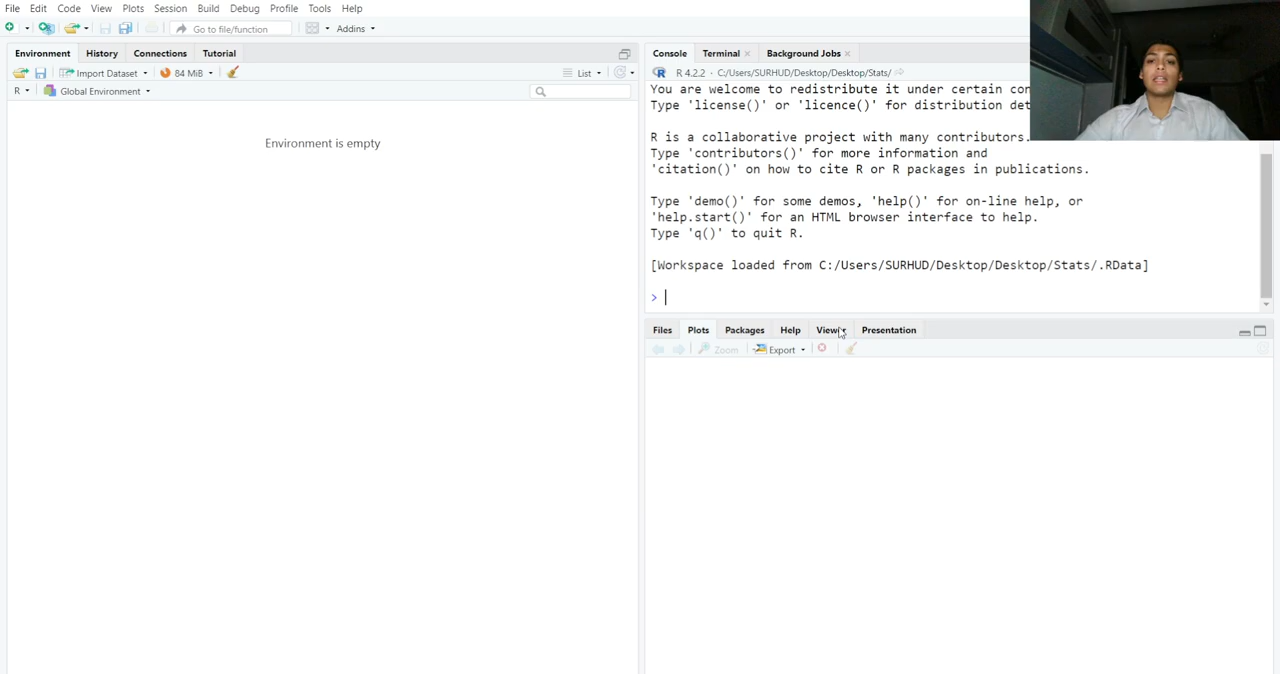 File Edit Code View Plots Session Build Debug Profile Tools Help
Go to file/function Addins
Environment History Connections Tutorial
Import Dataset 84 MiB List
R Global Environment
Environment is empty
Console Terminal Background Jobs
R 4.2.2 · C:/Users/SURHUD/Desktop/Desktop/Stats/
You are welcome to redistribute it under certain
Type 'license()' or 'licence()' for distribution
R is a collaborative project with many contributors.
Type 'contributors()' for more information and
'citation()' on how to cite R or R packages in publications.
Type 'demo()' for some demos, 'help()' for on-line help, or
'help.start()' for an HTML browser interface to help.
Type 'q()' to quit R.
[Workspace loaded from C:/Users/SURHUD/Desktop/Desktop/Stats/.RData]
>
Files Plots Packages Help Viewer Presentation
Zoom Export